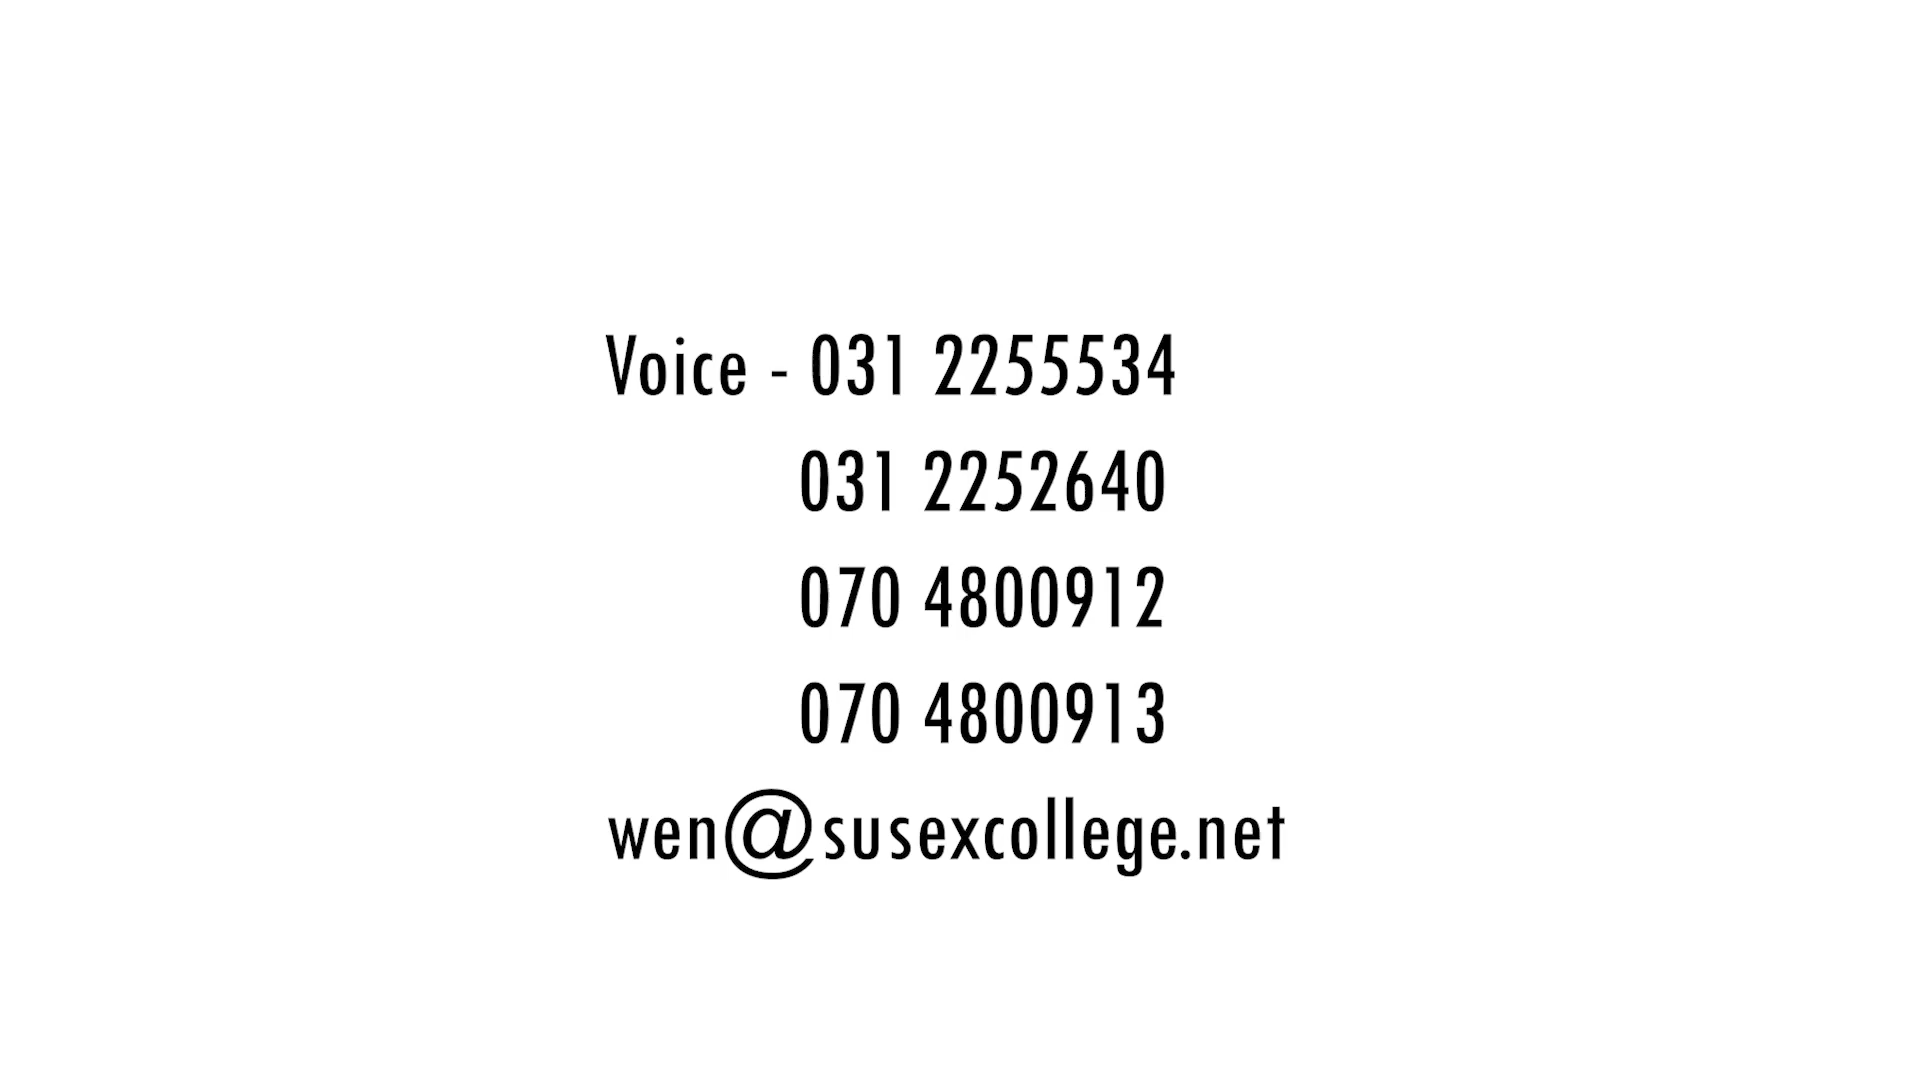 Voice - 031 2255534
031 2252640
070 4800912
070 4800913
wen@susexcollege.net